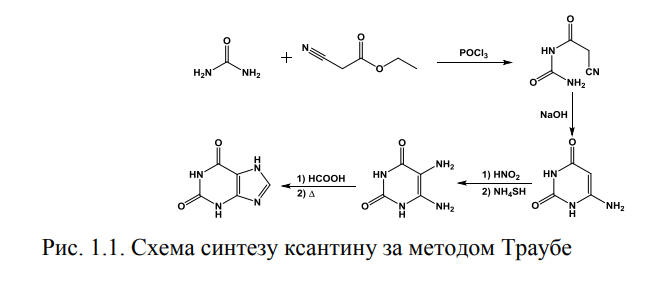 O
H₂N NH₂
+
N
O
O
POCl₃
O
HN
O NH₂ CN
NaOH
O
HN
O N
H NH₂
1) HNO₂
2) NH₄SH
O
HN NH₂
O N
H NH₂
1) HCOOH
2) Δ
O
HN H
N
O N
H N
Рис. 1.1. Схема синтезу ксантину за методом Траубе